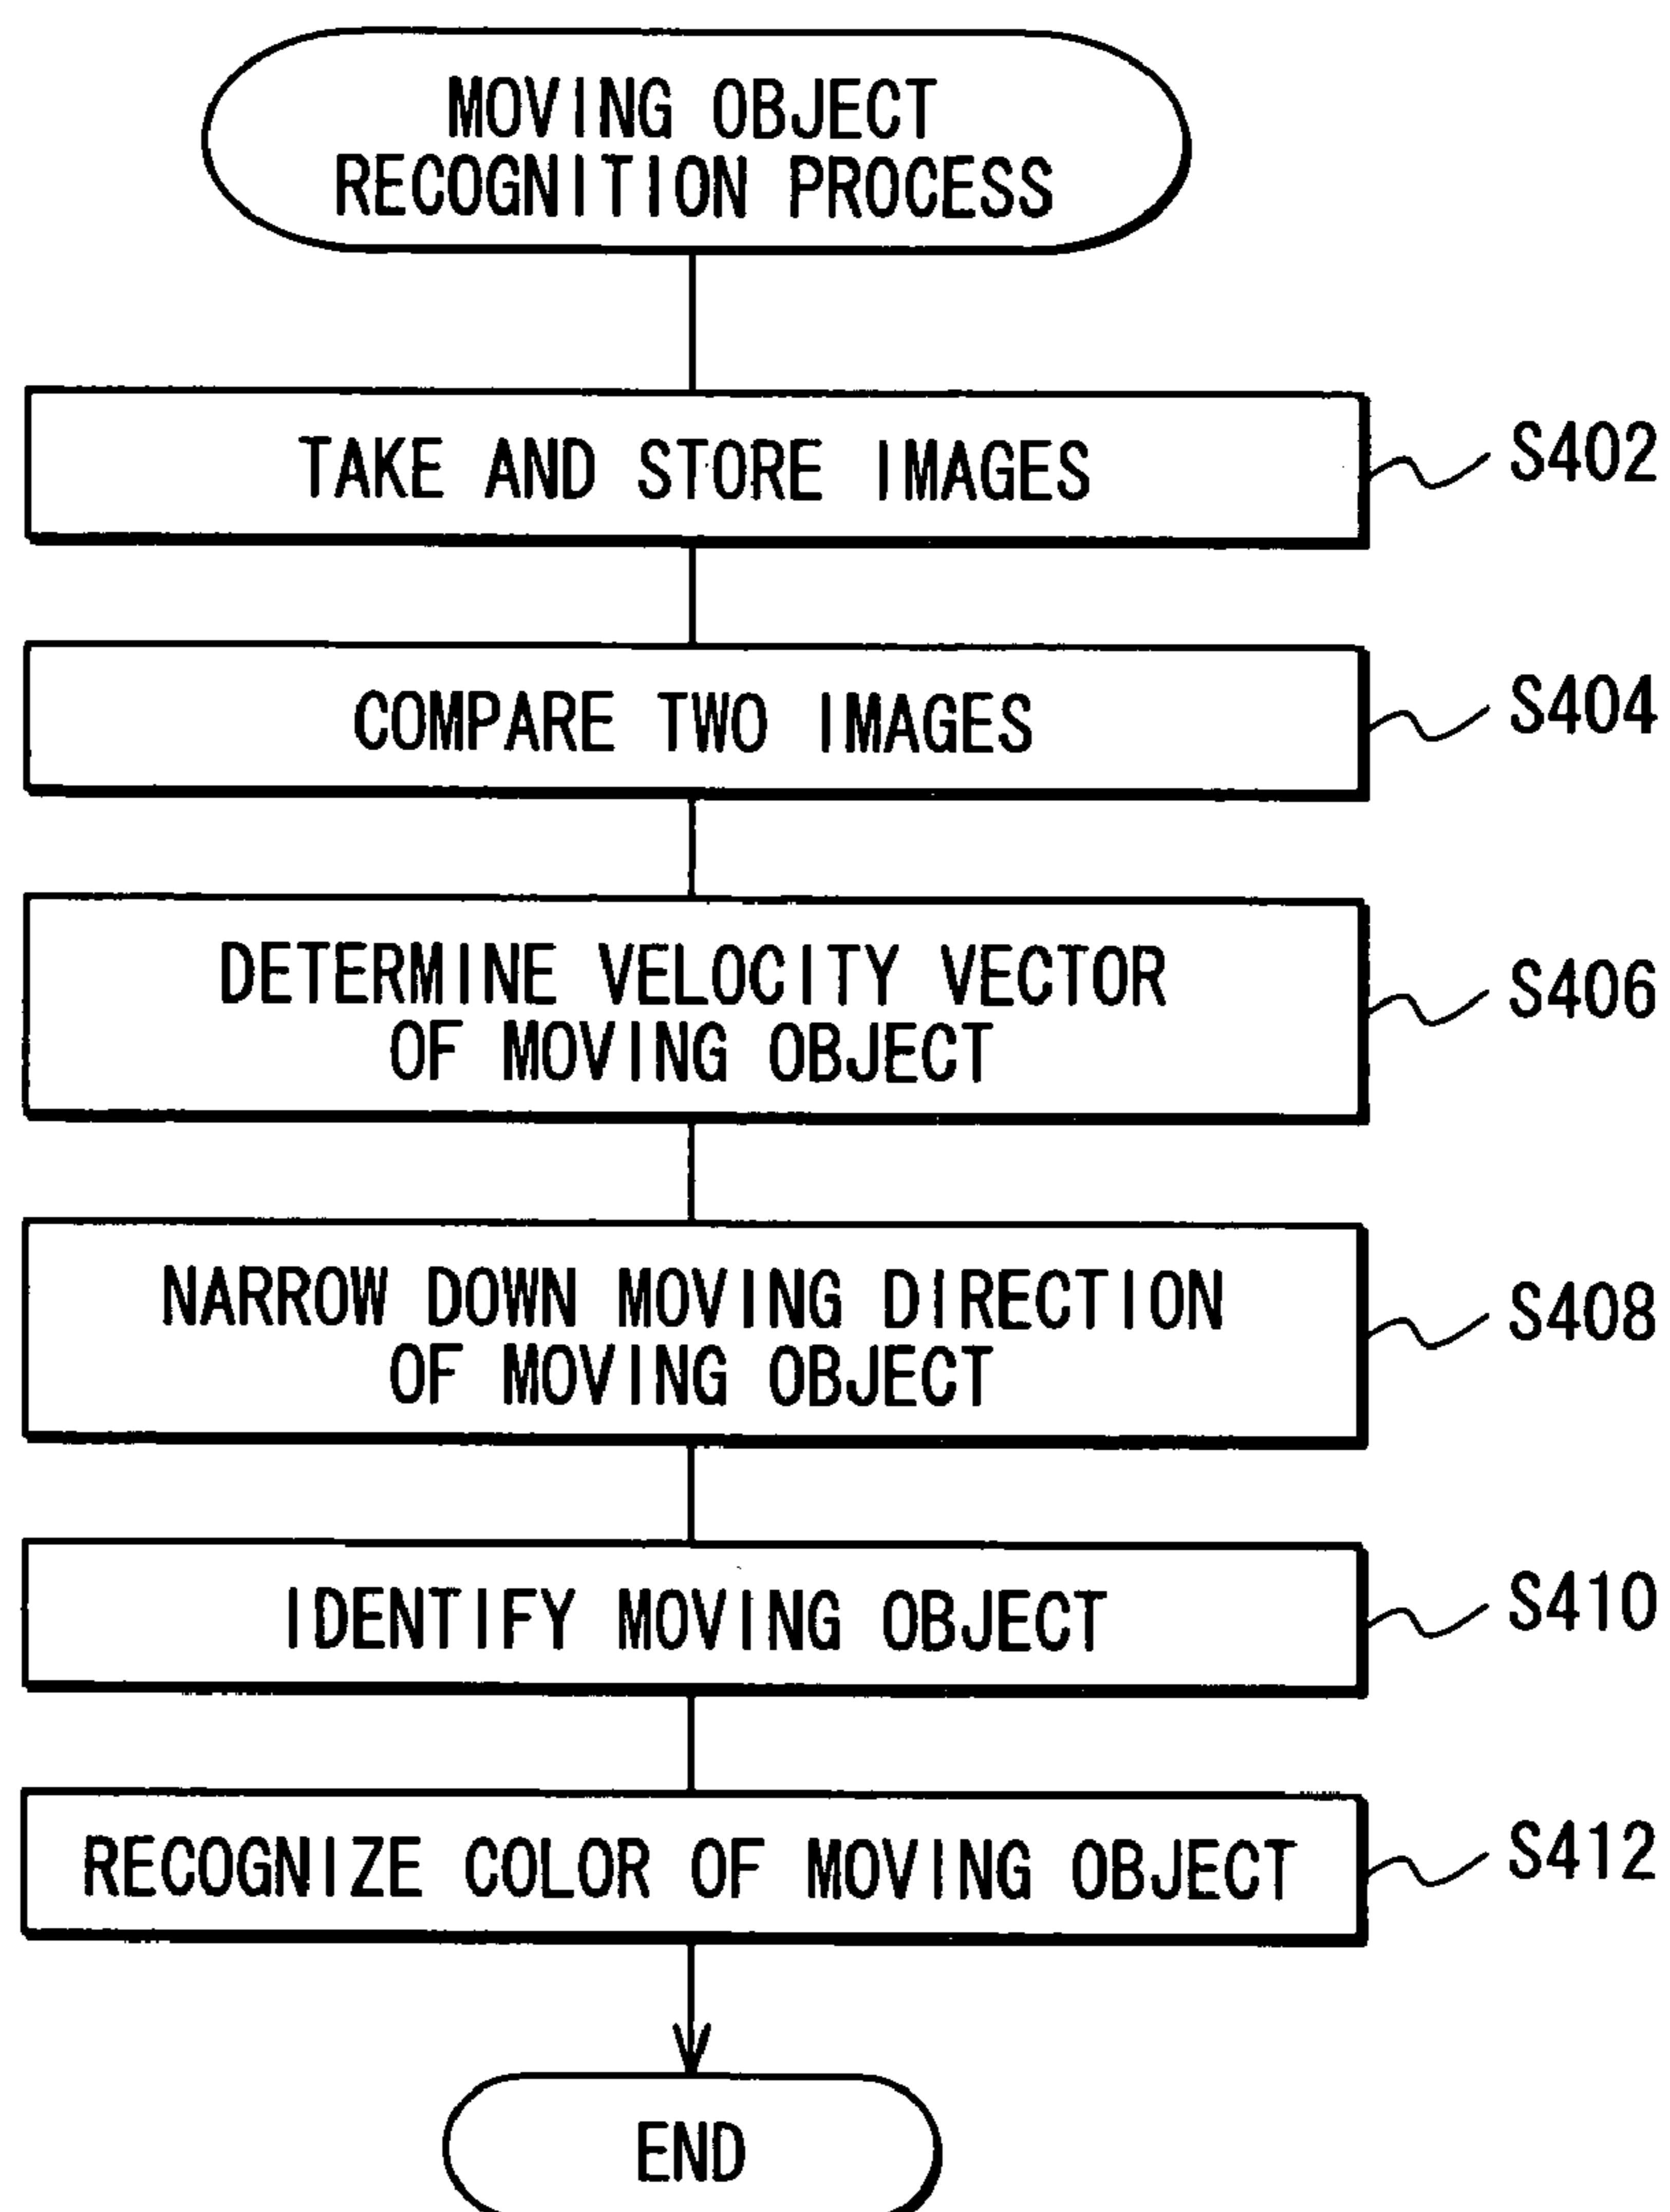 MOVING OBJECT
RECOGNITION PROCESS
TAKE AND STORE IMAGES
S402
COMPARE TWO IMAGES
S404
DETERMINE VELOCITY VECTOR
OF MOVING OBJECT
S406
NARROW DOWN MOVING DIRECTION
OF MOVING OBJECT
S408
IDENTIFY MOVING OBJECT
S410
RECOGNIZE COLOR OF MOVING OBJECT
S412
END